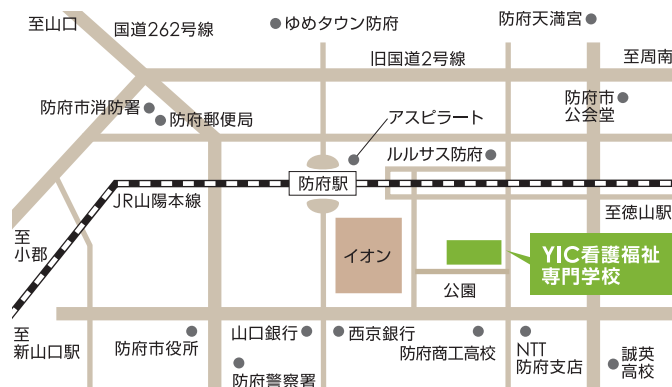 至山口
国道262号線
ゆめタウン防府
防府天満宮
旧国道2号線
至周南
防府市消防署
防府郵便局
アスピラート
防府市
公会堂
ルルサス防府
防府駅
JR山陽本線
至徳山駅
至
小郡
イオン
YIC看護福祉
専門学校
公園
至
新山口駅
防府市役所
山口銀行
西京銀行
防府商工高校
NTT
防府支店
誠英
高校
防府警察署